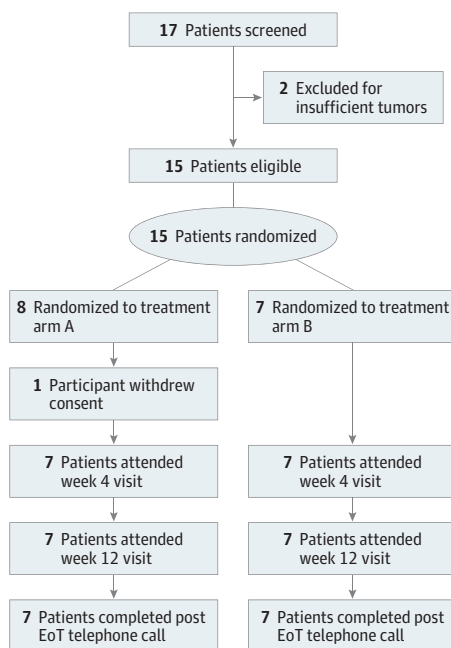 17 Patients screened
2 Excluded for
insufficient tumors
15 Patients eligible
15 Patients randomized
8 Randomized to treatment
arm A
7 Randomized to treatment
arm B
1 Participant withdrew
consent
7 Patients attended
week 4 visit
7 Patients attended
week 4 visit
7 Patients attended
week 12 visit
7 Patients attended
week 12 visit
7 Patients completed post
EoT telephone call
7 Patients completed post
EoT telephone call